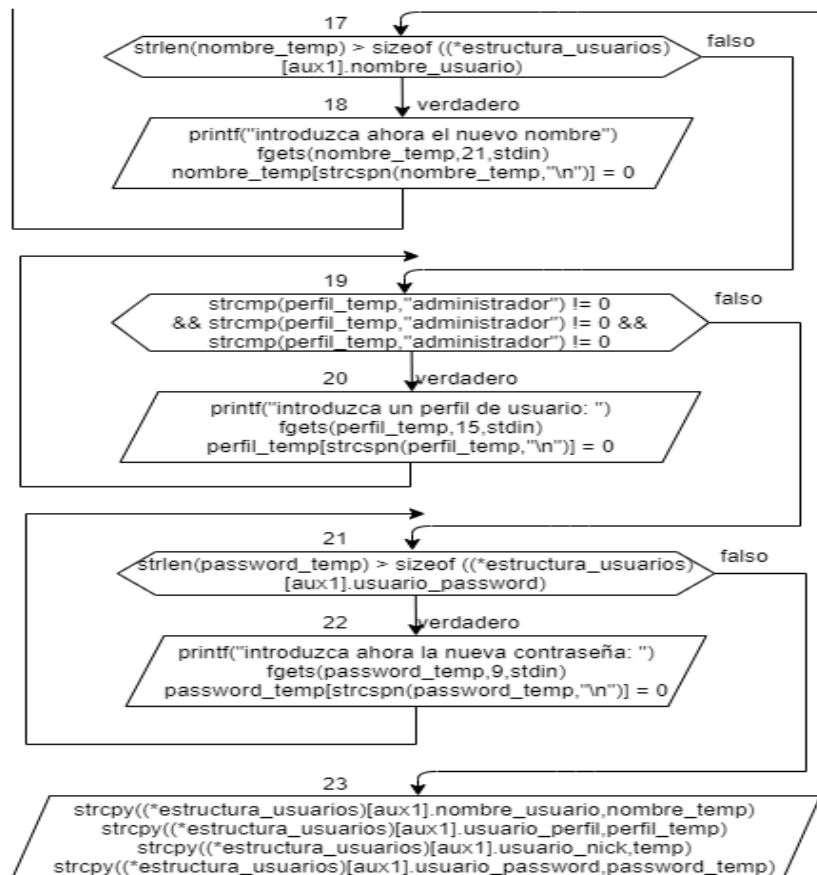 17
strlen(nombre_temp) > sizeof ((*estructura_usuarios)
[aux1].nombre_usuario)
falso
18
verdadero
printf("introduzca ahora el nuevo nombre")
fgets(nombre_temp,21,stdin)
nombre_temp[strcspn(nombre_temp,"\n")] = 0
19
strcmp(perfil_temp,"administrador") != 0
&& strcmp(perfil_temp,"administrador") != 0 &&
strcmp(perfil_temp,"administrador") != 0
falso
20
verdadero
printf("introduzca un perfil de usuario: ")
fgets(perfil_temp,15,stdin)
perfil_temp[strcspn(perfil_temp,"\n")] = 0
21
strlen(password_temp) > sizeof ((*estructura_usuarios)
[aux1].usuario_password)
falso
22
verdadero
printf("introduzca ahora la nueva contraseña: ")
fgets(password_temp,9,stdin)
password_temp[strcspn(password_temp,"\n")] = 0
23
strcpy((*estructura_usuarios)[aux1].nombre_usuario,nombre_temp)
strcpy((*estructura_usuarios)[aux1].usuario_perfil,perfil_temp)
strcpy((*estructura_usuarios)[aux1].usuario_nick,temp)
strcpy((*estructura_usuarios)[aux1].usuario_password,password_temp)